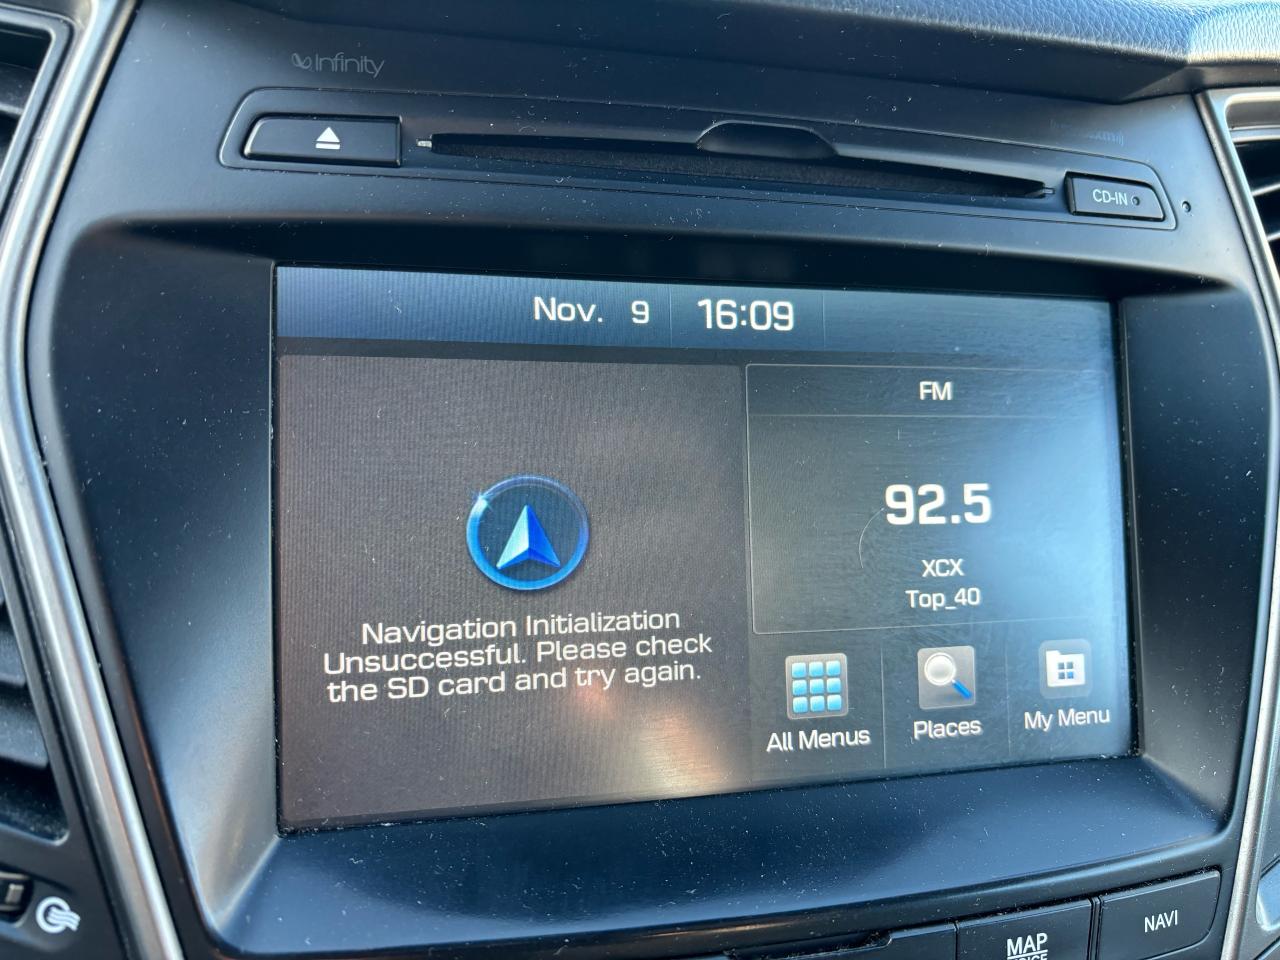 Infinity
CD-IN
Nov. 9 16:09
FM
92.5
XCX
Top_40
Navigation Initialization
Unsuccessful. Please check
the SD card and try again.
All Menus
Places
My Menu
NAVI
MAP